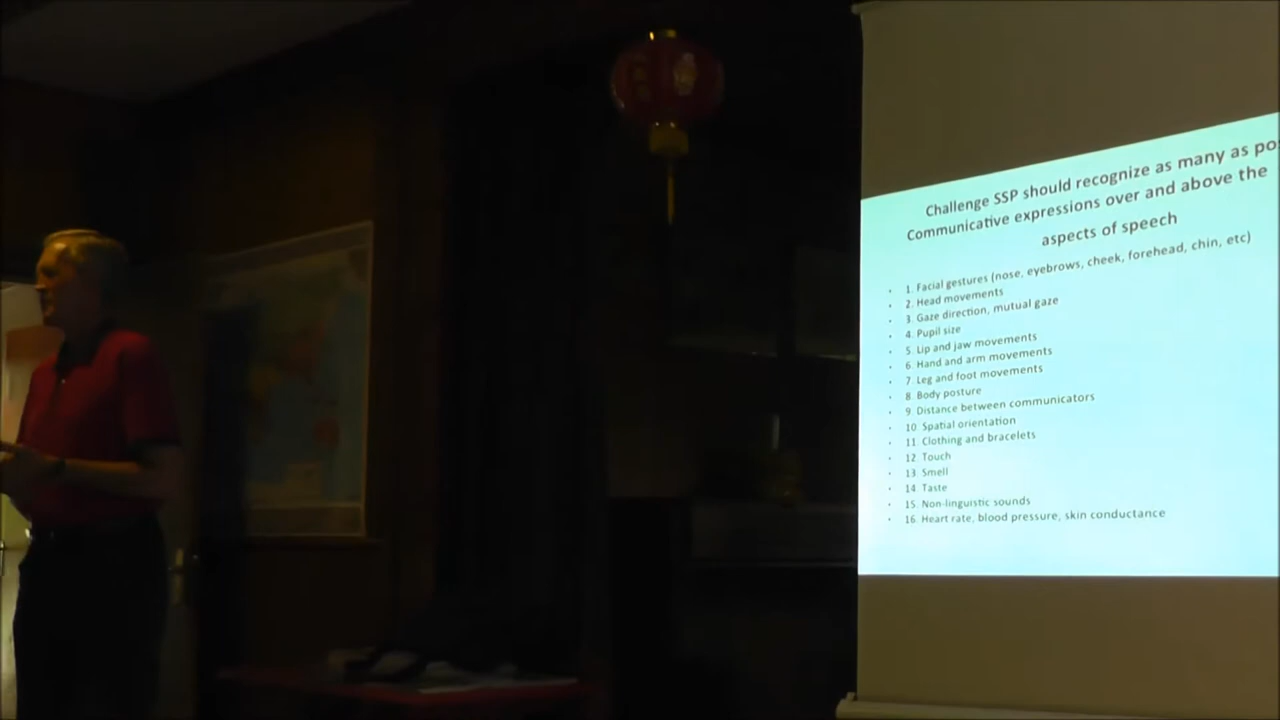 Challenge SSP should recognize as many as po
Communicative expressions over and above the
aspects of speech
1. Facial gestures (nose, eyebrows, cheek, forehead, chin, etc)
2. Head movements
3. Gaze direction, mutual gaze
4. Pupil size
5. Lip and jaw movements
6. Hand and arm movements
7. Leg and foot movements
8. Body posture
9. Distance between communicators
10. Spatial orientation
11. Clothing and bracelets
12. Touch
13. Smell
14. Taste
15. Non-linguistic sounds
16. Heart rate, blood pressure, skin conductance